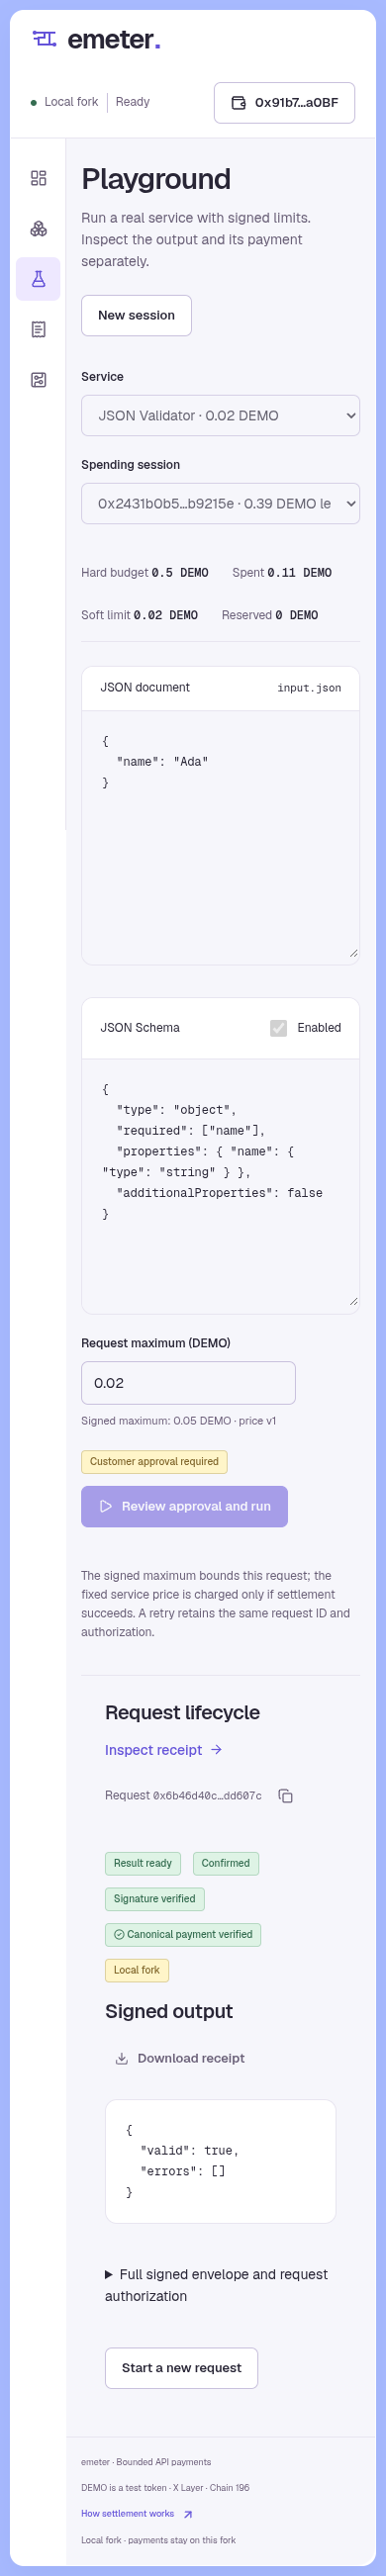 emeter.
Local fork Ready 0x91b7...a0BF
Playground
Run a real service with signed limits.
Inspect the output and its payment
separately.
New session
Service
JSON Validator · 0.02 DEMO
Spending session
0x2431b0b5…b9215e · 0.39 DEMO le
Hard budget 0.5 DEMO Spent 0.11 DEMO
Soft limit 0.02 DEMO Reserved 0 DEMO
JSON document input.json
{
"name": "Ada"
}
JSON Schema Enabled
{
"type": "object",
"required": ["name"],
"properties": { "name": {
"type": "string" } },
"additionalProperties": false
}
Request maximum (DEMO)
0.02
Signed maximum: 0.05 DEMO · price v1
Customer approval required
Review approval and run
The signed maximum bounds this request; the
fixed service price is charged only if settlement
succeeds. A retry retains the same request ID and
authorization.
Request lifecycle
Inspect receipt →
Request 0x6b46d40c…dd607c
Result ready Confirmed
Signature verified
Canonical payment verified
Local fork
Signed output
Download receipt
{
"valid": true,
"errors": []
}
Full signed envelope and request
authorization
Start a new request
emeter · Bounded API payments
DEMO is a test token · X Layer · Chain 196
How settlement works
Local fork · payments stay on this fork